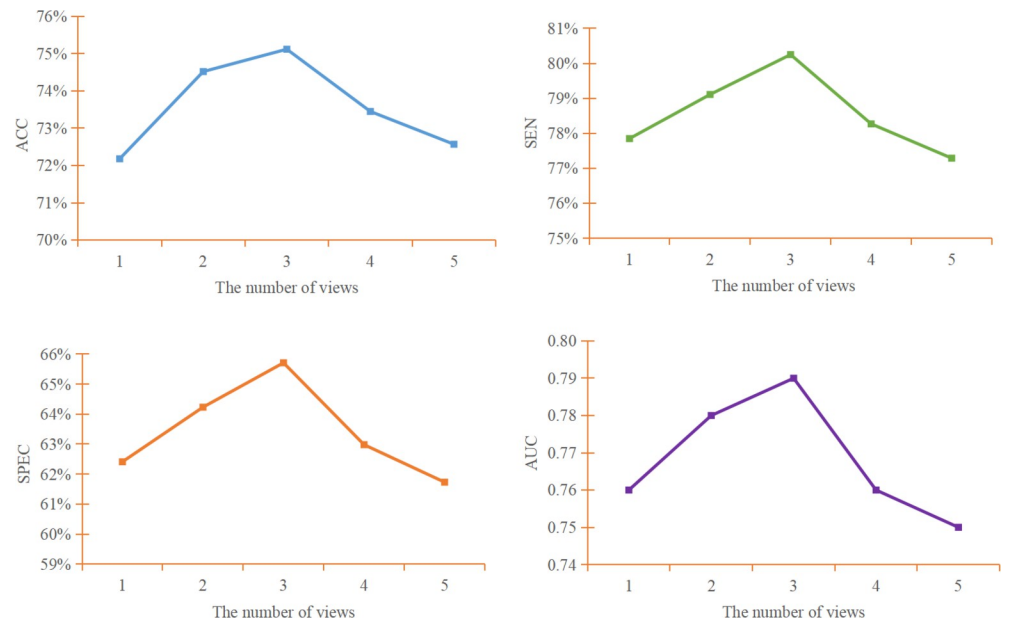 76%
75%
74%
73%
72%
71%
70%
ACC
1 2 3 4 5
The number of views
81%
80%
79%
78%
77%
76%
75%
SEN
1 2 3 4 5
The number of views
66%
65%
64%
63%
62%
61%
60%
59%
SPEC
1 2 3 4 5
The number of views
0.80
0.79
0.78
0.77
0.76
0.75
0.74
AUC
1 2 3 4 5
The number of views